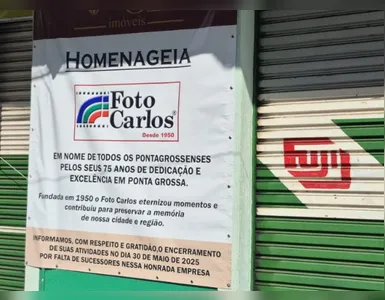 imóveis
HOMENAGEIA
Foto
Carlos®
Desde 1950
EM NOME DE TODOS OS PONTAGROSSENSES
PELOS SEUS 75 ANOS DE DEDICAÇÃO E
EXCELÊNCIA EM PONTA GROSSA.
Fundada em 1950 o Foto Carlos eternizou momentos e
contribuiu para preservar a memória
de nossa cidade e região.
INFORMAMOS, COM RESPEITO E GRATIDÃO,O ENCERRAMENTO
DE SUAS ATIVIDADES NO DIA 30 DE MAIO DE 2025
POR FALTA DE SUCESSORES NESSA HONRADA EMPRESA
FUJI